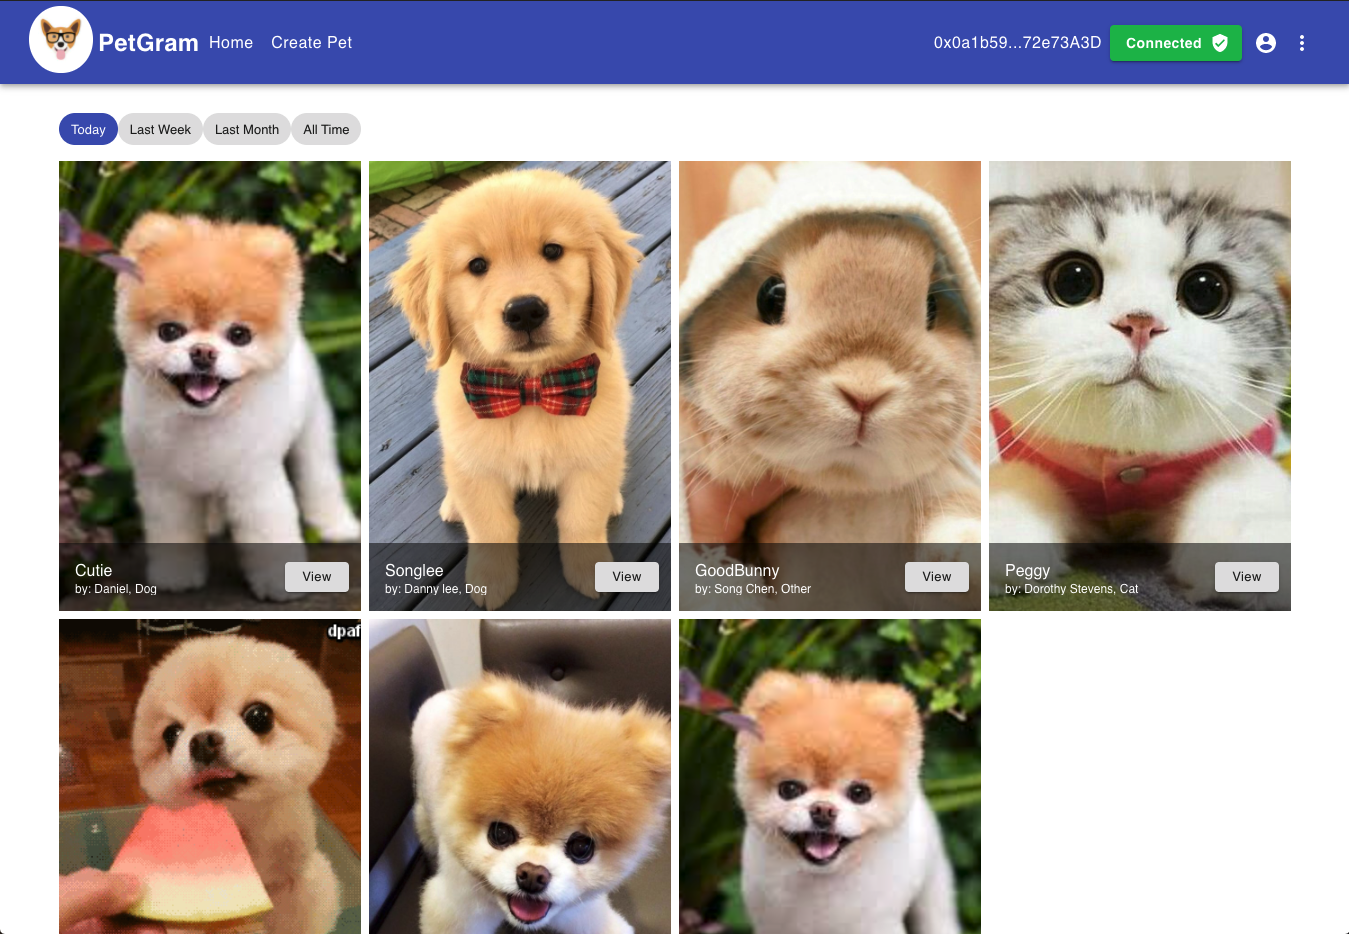 PetGram Home Create Pet 0x0a1b59...72e73A3D Connected
Today Last Week Last Month All Time
Cutie
by: Daniel, Dog
View
Songlee
by: Danny lee, Dog
View
GoodBunny
by: Song Chen, Other
View
Peggy
by: Dorothy Stevens, Cat
View
dpaf